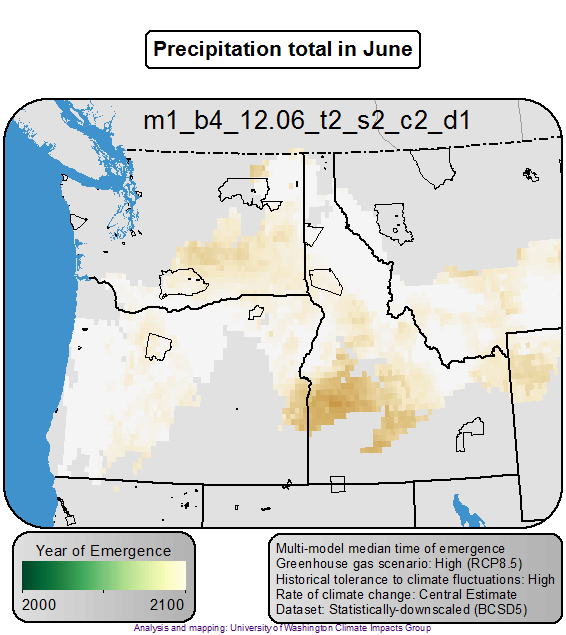 Precipitation total in June
m1_b4_12.06_t2_s2_c2_d1
Year of Emergence
2000 2100
Multi-model median time of emergence
Greenhouse gas scenario: High (RCP8.5)
Historical tolerance to climate fluctuations: High
Rate of climate change: Central Estimate
Dataset: Statistically-downscaled (BCSD5)
Analysis and mapping: University of Washington Climate Impacts Group